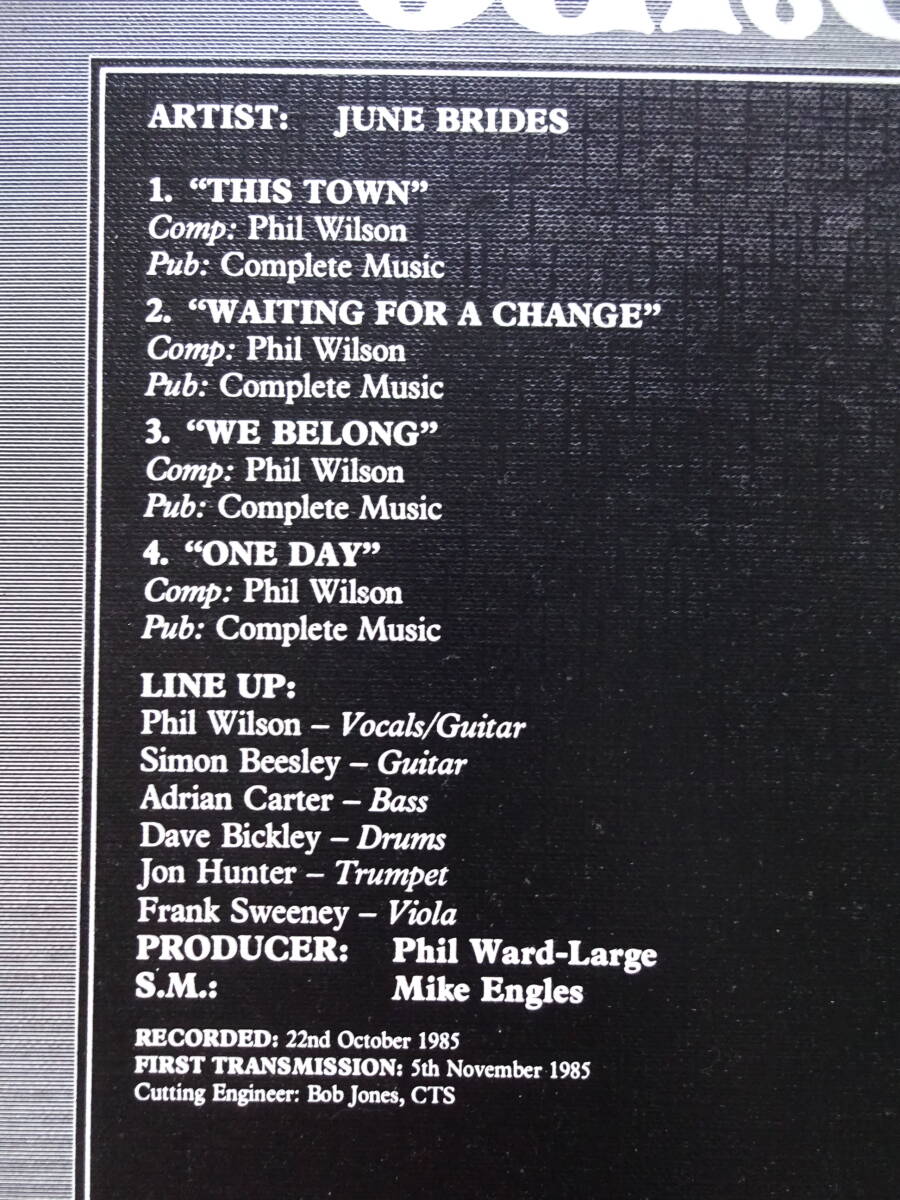 ARTIST: JUNE BRIDES
1. “THIS TOWN”
Comp: Phil Wilson
Pub: Complete Music
2. “WAITING FOR A CHANGE”
Comp: Phil Wilson
Pub: Complete Music
3. “WE BELONG”
Comp: Phil Wilson
Pub: Complete Music
4. “ONE DAY”
Comp: Phil Wilson
Pub: Complete Music
LINE UP:
Phil Wilson – Vocals/Guitar
Simon Beesley – Guitar
Adrian Carter – Bass
Dave Bickley – Drums
Jon Hunter – Trumpet
Frank Sweeney – Viola
PRODUCER: Phil Ward-Large
S.M.: Mike Engles
RECORDED: 22nd October 1985
FIRST TRANSMISSION: 5th November 1985
Cutting Engineer: Bob Jones, CTS